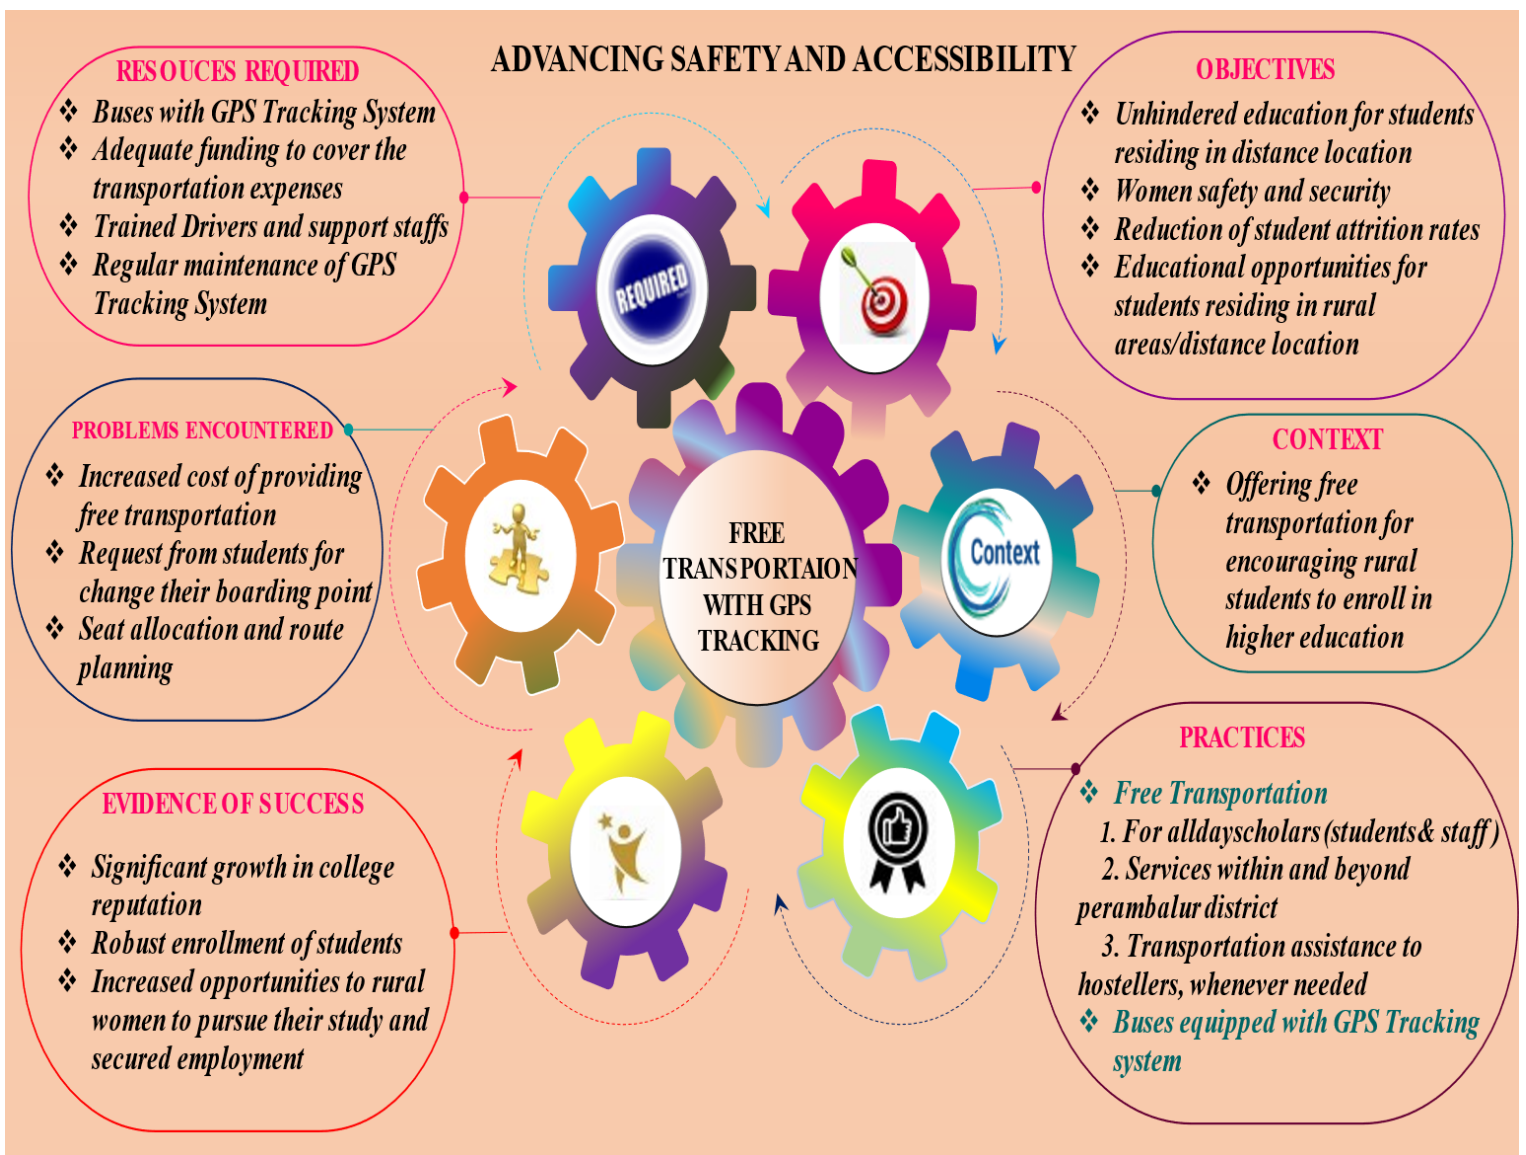 ADVANCING SAFETY AND ACCESSIBILITY
RESOUCES REQUIRED
❖ Buses with GPS Tracking System
❖ Adequate funding to cover the
transportation expenses
❖ Trained Drivers and support staffs
❖ Regular maintenance of GPS
Tracking System
OBJECTIVES
❖ Unhindered education for students
residing in distance location
❖ Women safety and security
❖ Reduction of student attrition rates
❖ Educational opportunities for
students residing in rural
areas/distance location
REQUIRED
PROBLEMS ENCOUNTERED
❖ Increased cost of providing
free transportation
❖ Request from students for
change their boarding point
❖ Seat allocation and route
planning
FREE
TRANSPORTAION
WITH GPS
TRACKING
Context
CONTEXT
❖ Offering free
transportation for
encouraging rural
students to enroll in
higher education
EVIDENCE OF SUCCESS
❖ Significant growth in college
reputation
❖ Robust enrollment of students
❖ Increased opportunities to rural
women to pursue their study and
secured employment
PRACTICES
❖ Free Transportation
1. For alldayscholars (students & staff )
2. Services within and beyond
perambalur district
3. Transportation assistance to
hostellers, whenever needed
❖ Buses equipped with GPS Tracking
system